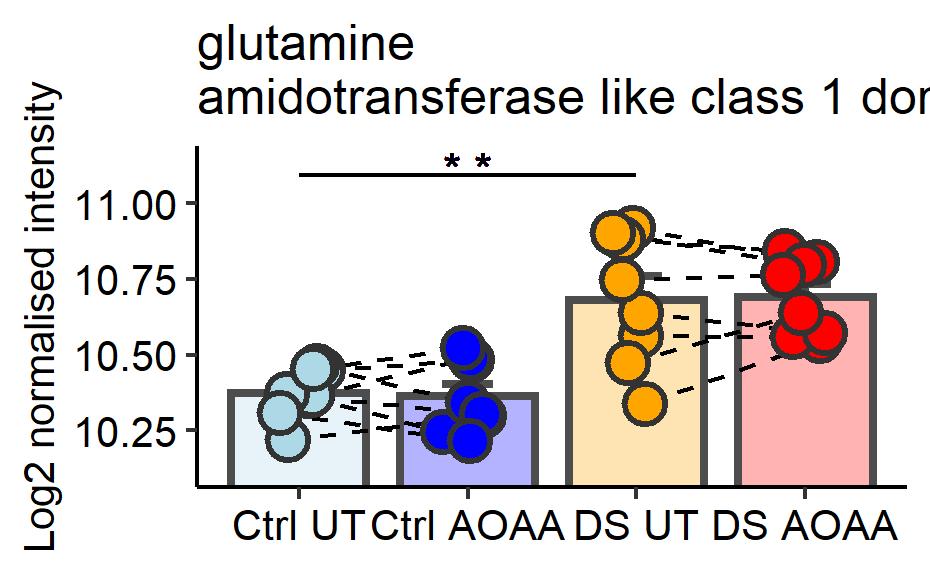 glutamine
amidotransferase like class 1 dor
* *
Log2 normalised intensity
11.00
10.75
10.50
10.25
Ctrl UT Ctrl AOAA DS UT DS AOAA